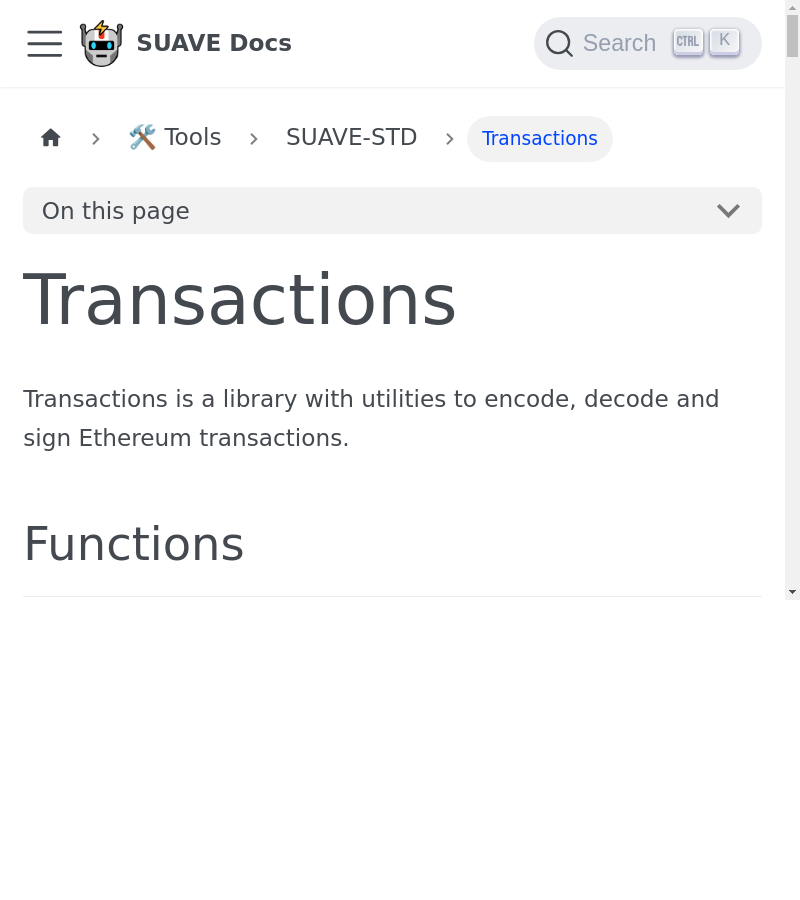 SUAVE Docs
Search CTRL K
🛠️ Tools SUAVE-STD Transactions
On this page
Transactions
Transactions is a library with utilities to encode, decode and
sign Ethereum transactions.
Functions